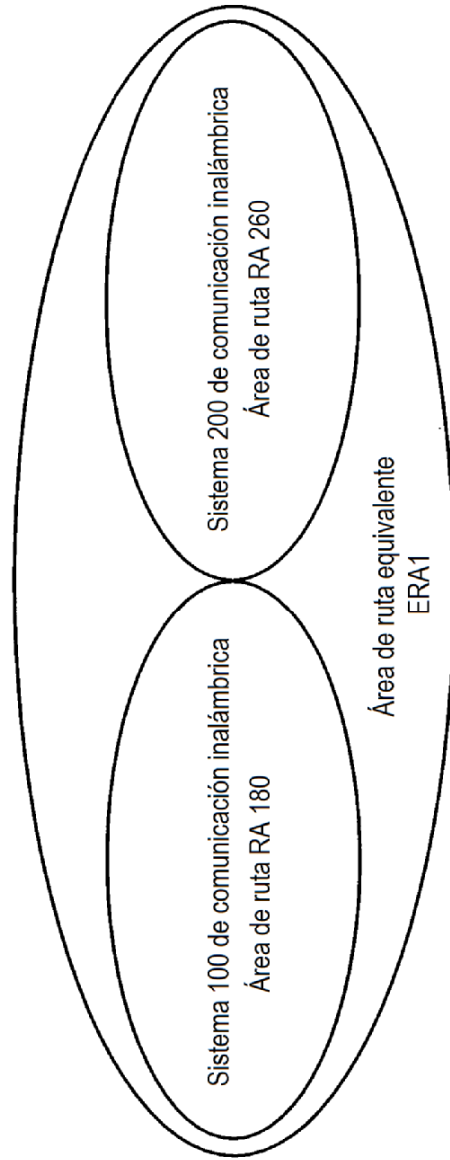 Sistema 100 de comunicación inalámbrica
Área de ruta RA 180
Sistema 200 de comunicación inalámbrica
Área de ruta RA 260
Área de ruta equivalente
ERA1